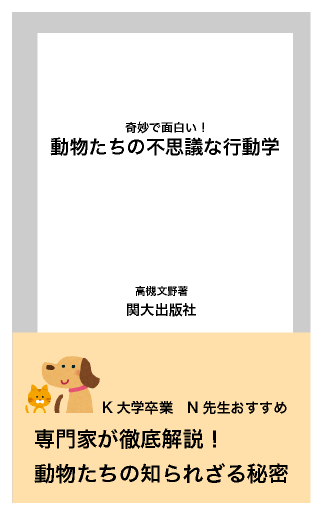 奇妙で面白い！
動物たちの不思議な行動学
高槻文野著
関大出版社
K大学卒業　N先生おすすめ
専門家が徹底解説！
動物たちの知られざる秘密